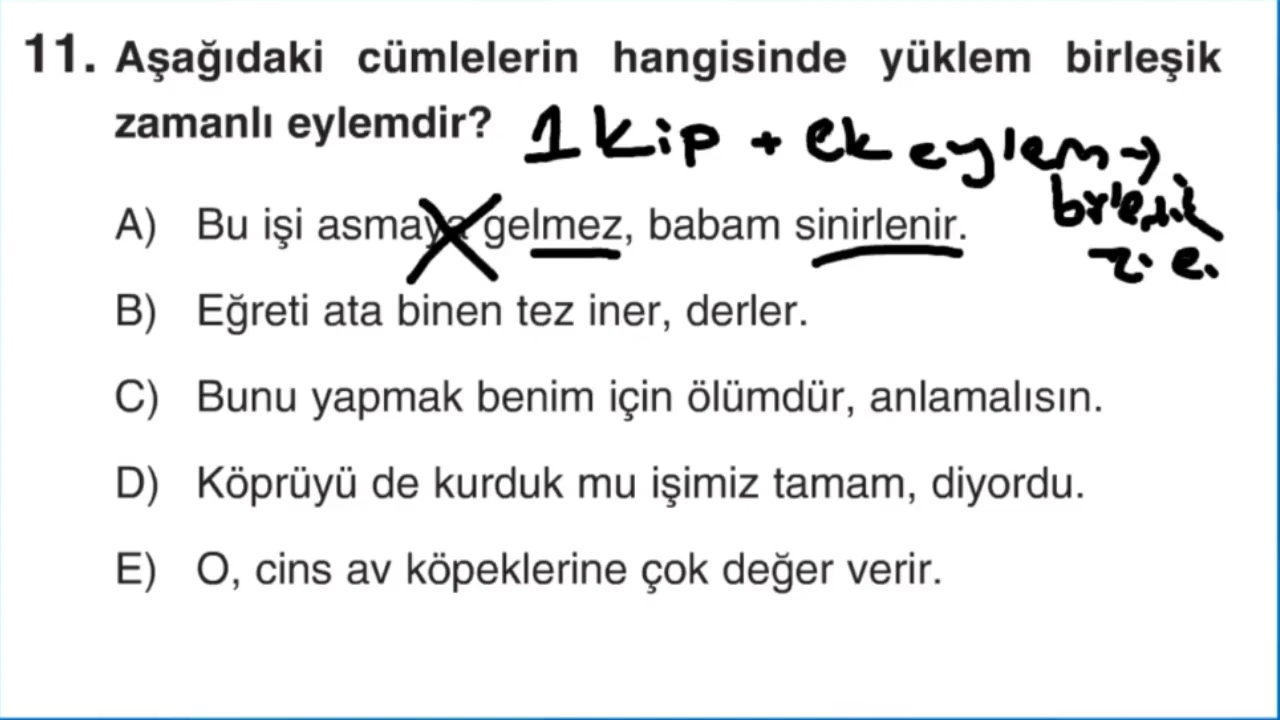 11. Aşağıdaki cümlelerin hangisinde yüklem birleşik
zamanlı eylemdir?
1 kip + ek eylem →
birleşik
z. e.
A) Bu işi asmaya gelmez, babam sinirlenir.
B) Eğreti ata binen tez iner, derler.
C) Bunu yapmak benim için ölümdür, anlamalısın.
D) Köprüyü de kurduk mu işimiz tamam, diyordu.
E) O, cins av köpeklerine çok değer verir.